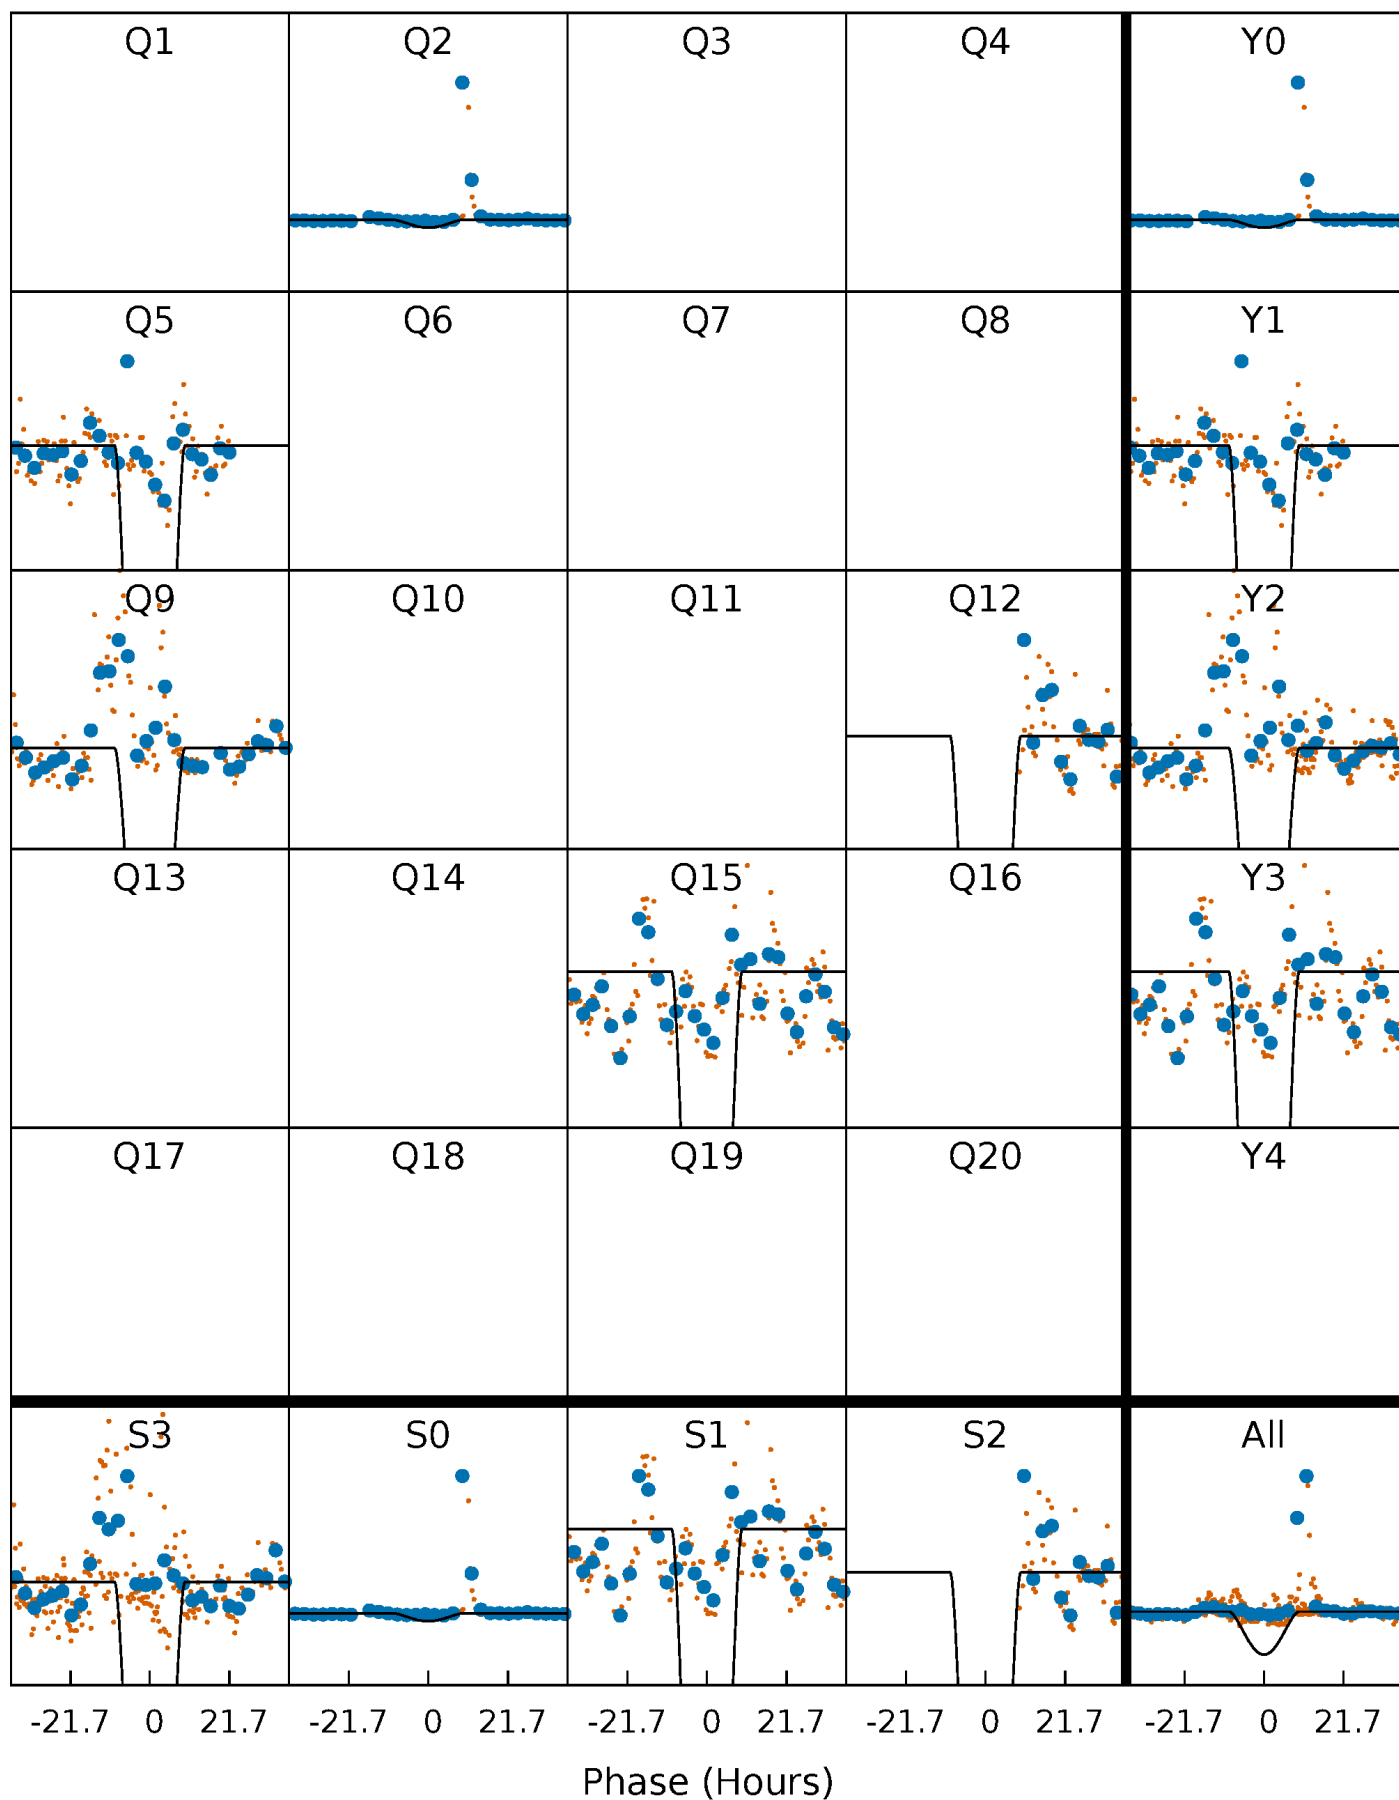 Q1 Q2 Q3 Q4 Y0
Q5 Q6 Q7 Q8 Y1
Q9 Q10 Q11 Q12 Y2
Q13 Q14 Q15 Q16 Y3
Q17 Q18 Q19 Q20 Y4
S3 S0 S1 S2 All
-21.7 0 21.7 -21.7 0 21.7 -21.7 0 21.7 -21.7 0 21.7 -21.7 0 21.7
Phase (Hours)